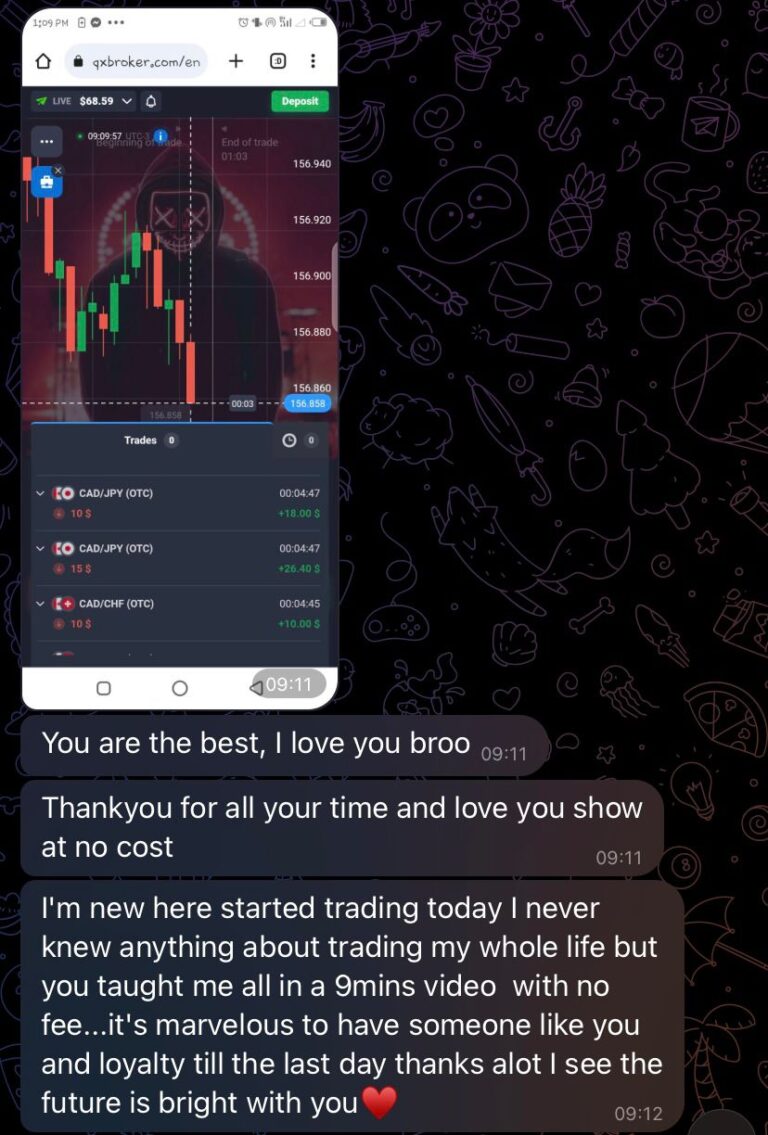 1:09 PM
qxbroker.com/en
LIVE $68.59
Deposit
09:09:57 UTC-3
Beginning of trade
End of trade
01:03
156.940
156.920
156.900
156.880
156.860
00:03
156.858
156.858
Trades 0
0
CAD/JPY (OTC) 00:04:47
10 $ +18.00 $
CAD/JPY (OTC) 00:04:47
15 $ +26.40 $
CAD/CHF (OTC) 00:04:45
10 $ +10.00 $
09:11
You are the best, I love you broo 09:11
Thankyou for all your time and love you show
at no cost
09:11
I'm new here started trading today I never
knew anything about trading my whole life but
you taught me all in a 9mins video with no
fee...it's marvelous to have someone like you
and loyalty till the last day thanks alot I see the
future is bright with you♥️
09:12